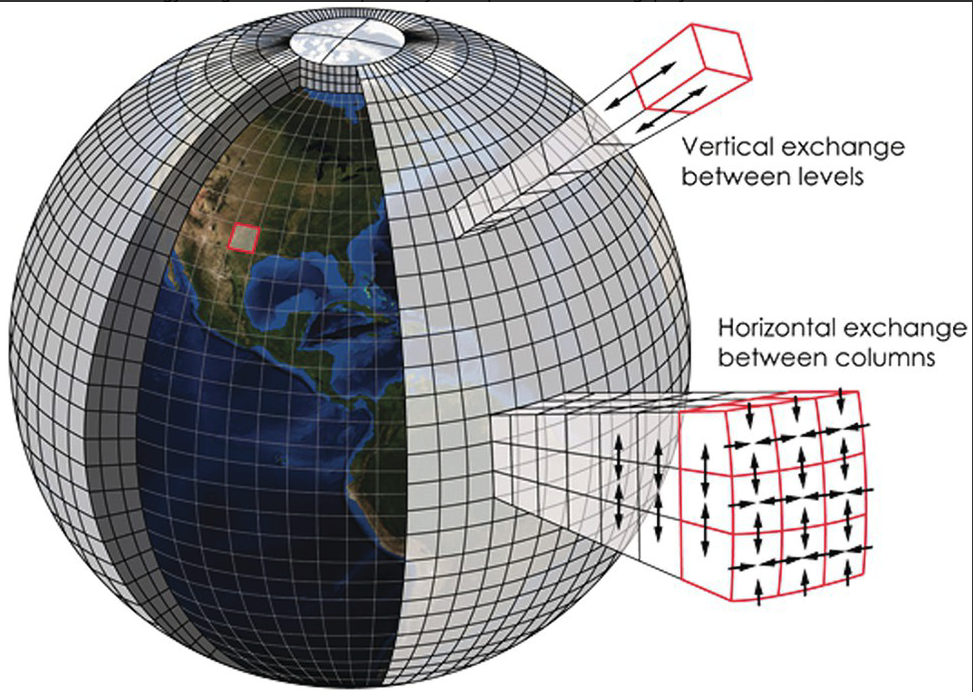 Vertical exchange
between levels
Horizontal exchange
between columns